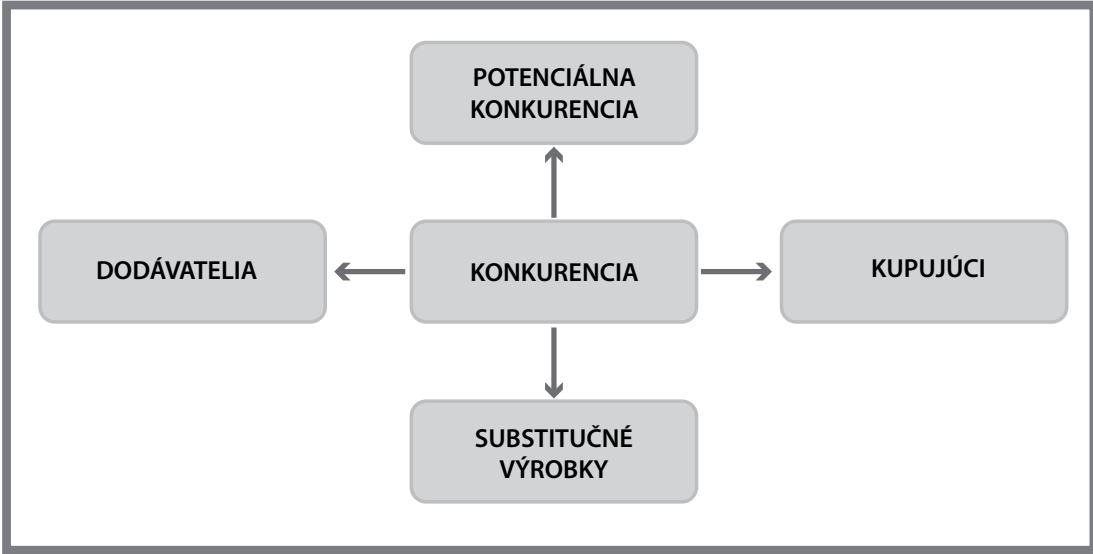 POTENCIÁLNA
KONKURENCIA
DODÁVATELIA
KONKURENCIA
KUPUJÚCI
SUBSTITUČNÉ
VÝROBKY